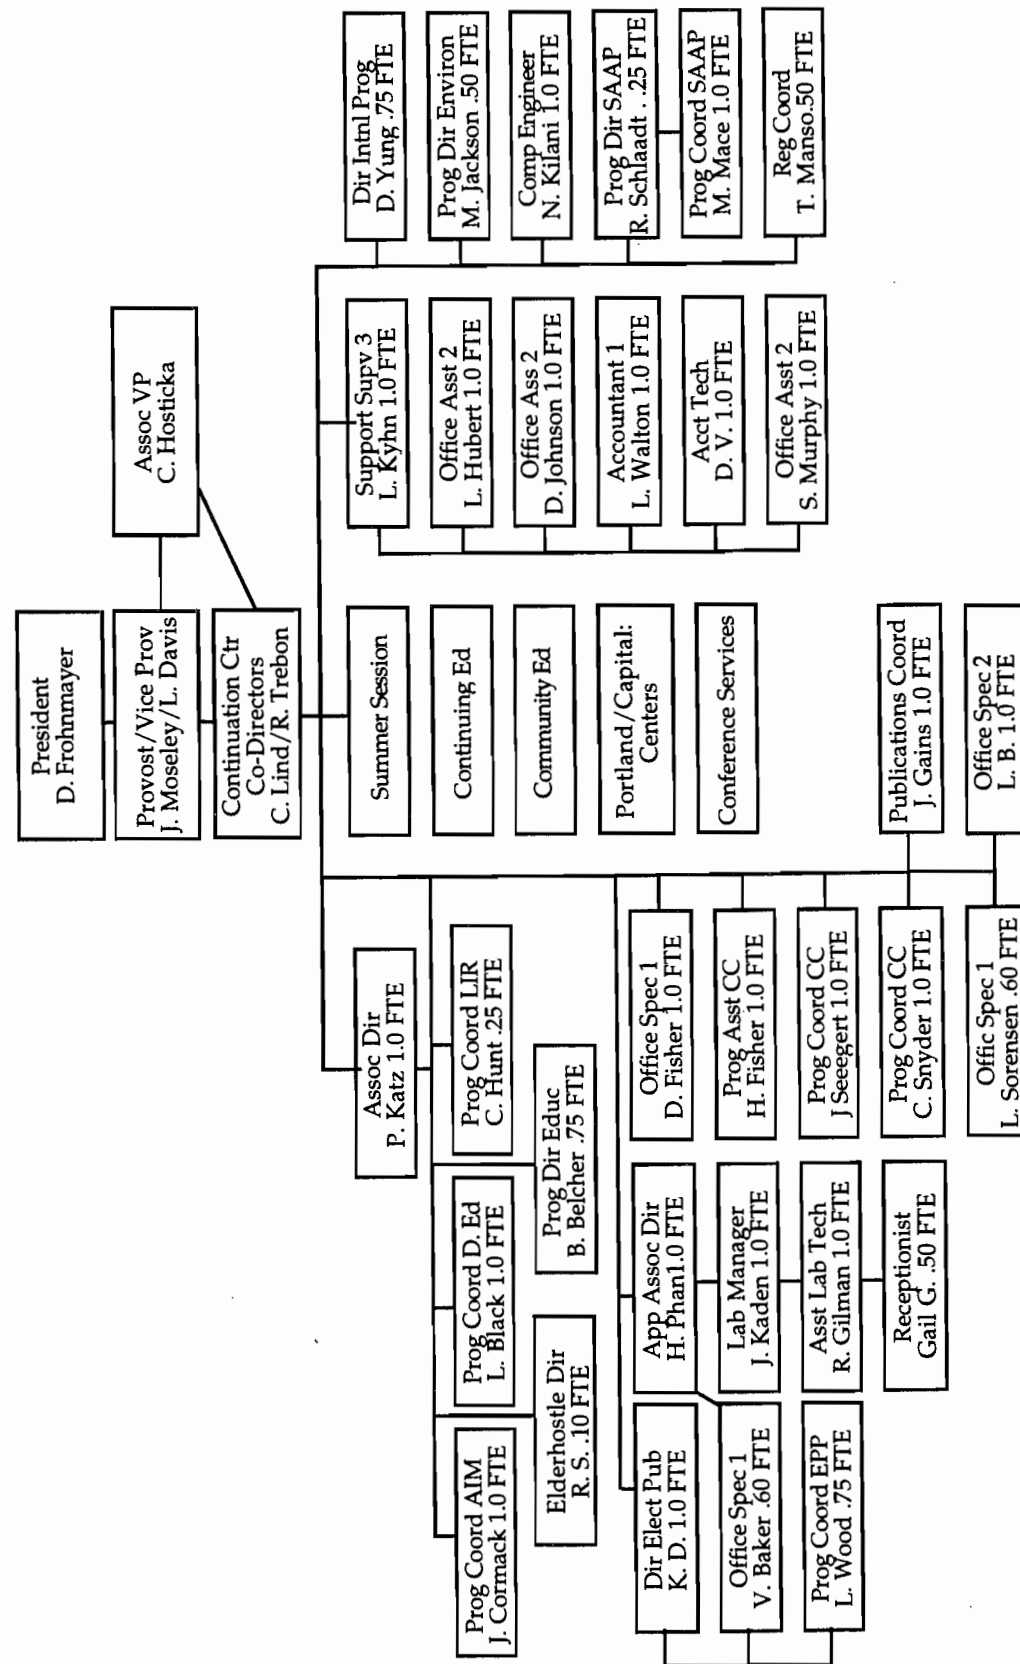 President
D. Frohnmayer
Assoc VP
C. Hosticka
Provost/Vice Prov
J. Moseley/L. Davis
Continuation Ctr
Co-Directors
C. Lind/R. Trebon
Assoc Dir
P. Katz 1.0 FTE
Prog Coord AIM
J. Cormack 1.0 FTE
Prog Coord D. Ed
L. Black 1.0 FTE
Prog Coord LIR
C. Hunt .25 FTE
Elderhostle Dir
R. S. .10 FTE
Prog Dir Educ
B. Belcher .75 FTE
Dir Elect Pub
K. D. 1.0 FTE
Office Spec 1
V. Baker .60 FTE
Prog Coord EPP
L. Wood .75 FTE
App Assoc Dir
H. Phan1.0 FTE
Lab Manager
J. Kaden 1.0 FTE
Asst Lab Tech
R. Gilman 1.0 FTE
Receptionist
Gail G. .50 FTE
Office Spec 1
D. Fisher 1.0 FTE
Prog Asst CC
H. Fisher 1.0 FTE
Prog Coord CC
J Seeegert 1.0 FTE
Prog Coord CC
C. Snyder 1.0 FTE
Offic Spec 1
L. Sorensen .60 FTE
Summer Session
Continuing Ed
Community Ed
Portland/Capital:
Centers
Conference Services
Publications Coord
J. Gains 1.0 FTE
Office Spec 2
L. B. 1.0 FTE
Support Supv 3
L. Kyhn 1.0 FTE
Office Asst 2
L. Hubert 1.0 FTE
Office Ass 2
D. Johnson 1.0 FTE
Accountant 1
L. Walton 1.0 FTE
Acct Tech
D. V. 1.0 FTE
Office Asst 2
S. Murphy 1.0 FTE
Dir Intnl Prog
D. Yung .75 FTE
Prog Dir Environ
M. Jackson .50 FTE
Comp Engineer
N. Kilani 1.0 FTE
Prog Dir SAAP
R. Schlaadt . .25 FTE
Prog Coord SAAP
M. Mace 1.0 FTE
Reg Coord
T. Manso.50 FTE